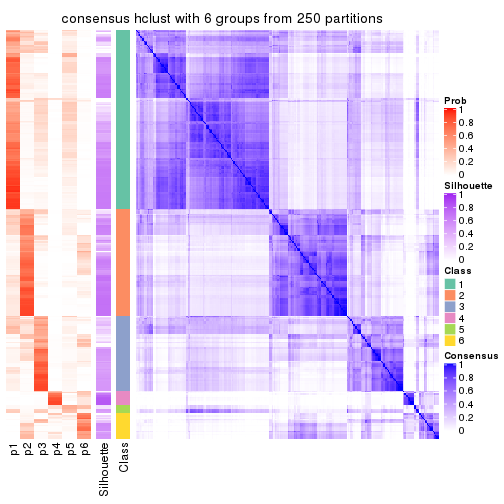 consensus hclust with 6 groups from 250 partitions
Prob
1
0.8
0.6
0.4
0.2
0
Silhouette
1
0.8
0.6
0.4
0.2
0
Class
1
2
3
4
5
6
Consensus
1
0.8
0.6
0.4
0.2
0
p1
p2
p3
p4
p5
p6
Silhouette
Class